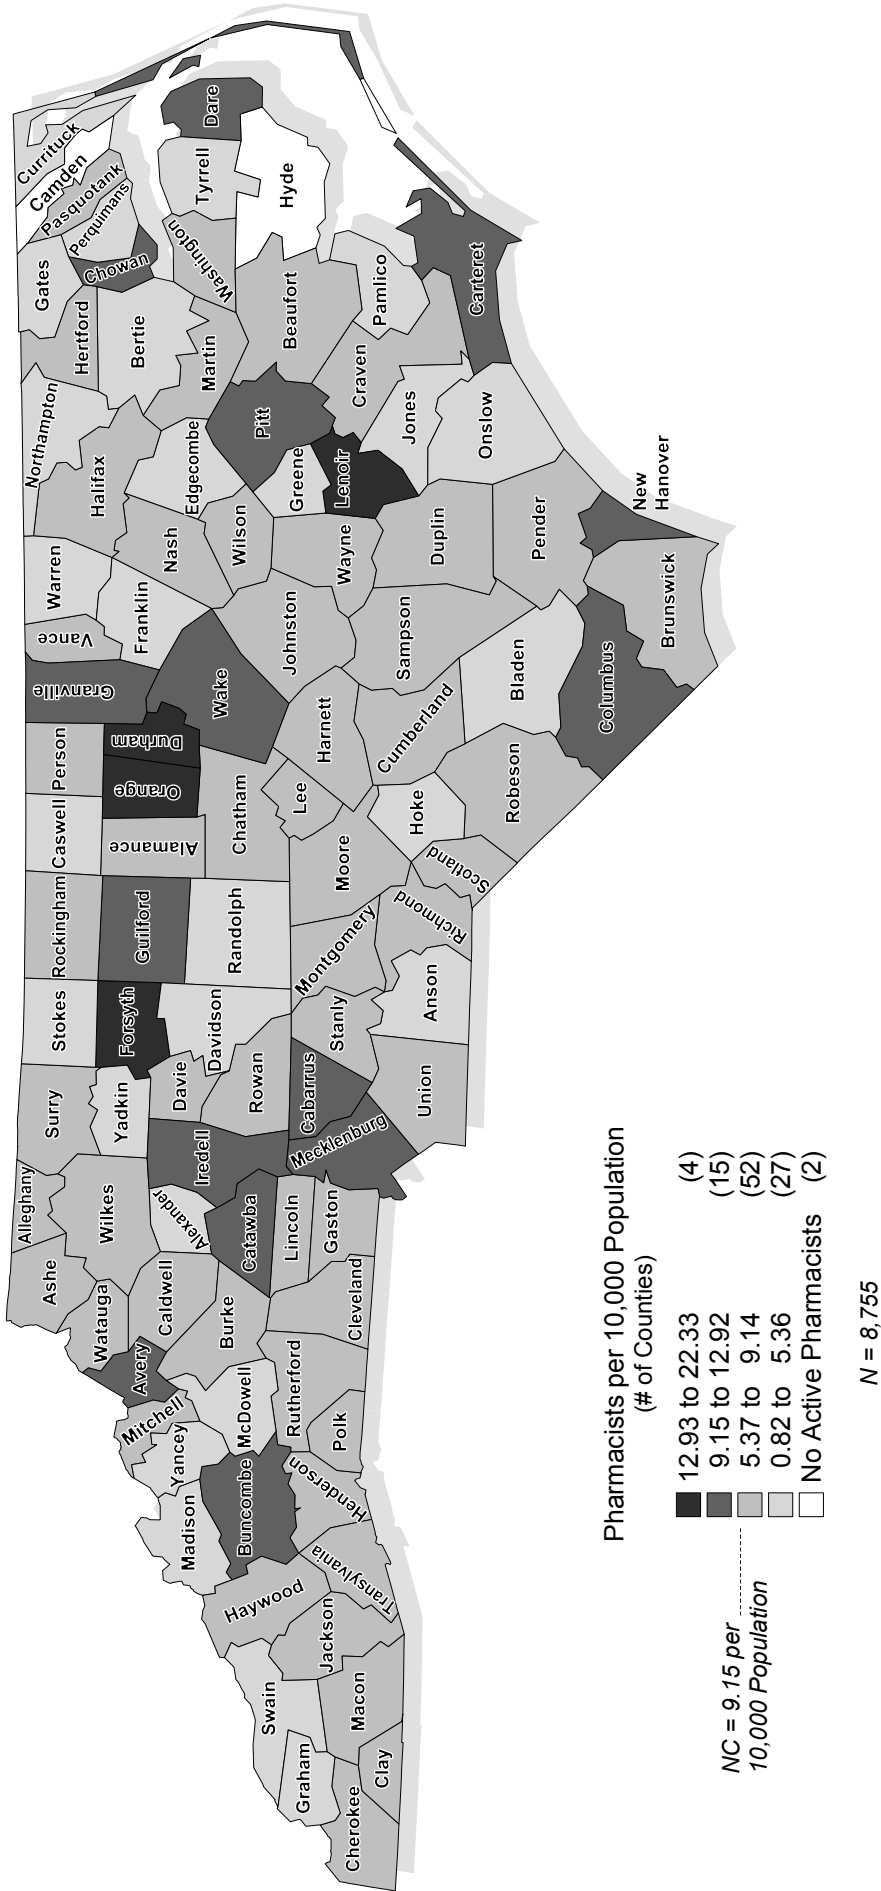 Cherokee
Graham
Clay
Swain
Macon
Jackson
Haywood
Transylvania
Madison
Buncombe
Henderson
Yancey
Mitchell
McDowell
Polk
Rutherford
Avery
Watauga
Burke
Caldwell
Cleveland
Ashe
Alleghany
Wilkes
Alexander
Catawba
Lincoln
Gaston
Surry
Yadkin
Iredell
Mecklenburg
Stokes
Forsyth
Davie
Davidson
Rowan
Cabarrus
Stanly
Union
Rockingham
Guilford
Randolph
Montgomery
Anson
Richmond
Caswell
Alamance
Chatham
Moore
Lee
Hoke
Scotland
Person
Orange
Durham
Granville
Wake
Harnett
Cumberland
Robeson
Vance
Warren
Franklin
Johnston
Sampson
Bladen
Columbus
Brunswick
Northampton
Halifax
Nash
Edgecombe
Wilson
Wayne
Greene
Lenoir
Duplin
Pender
New
Hanover
Hertford
Gates
Bertie
Martin
Pitt
Craven
Jones
Onslow
Beaufort
Pamlico
Carteret
Currituck
Camden
Pasquotank
Perquimans
Chowan
Washington
Tyrrell
Dare
Hyde
Pharmacists per 10,000 Population
(# of Counties)
12.93 to 22.33 (4)
9.15 to 12.92 (15)
5.37 to 9.14 (52)
0.82 to 5.36 (27)
No Active Pharmacists (2)
NC = 9.15 per
10,000 Population
N = 8,755